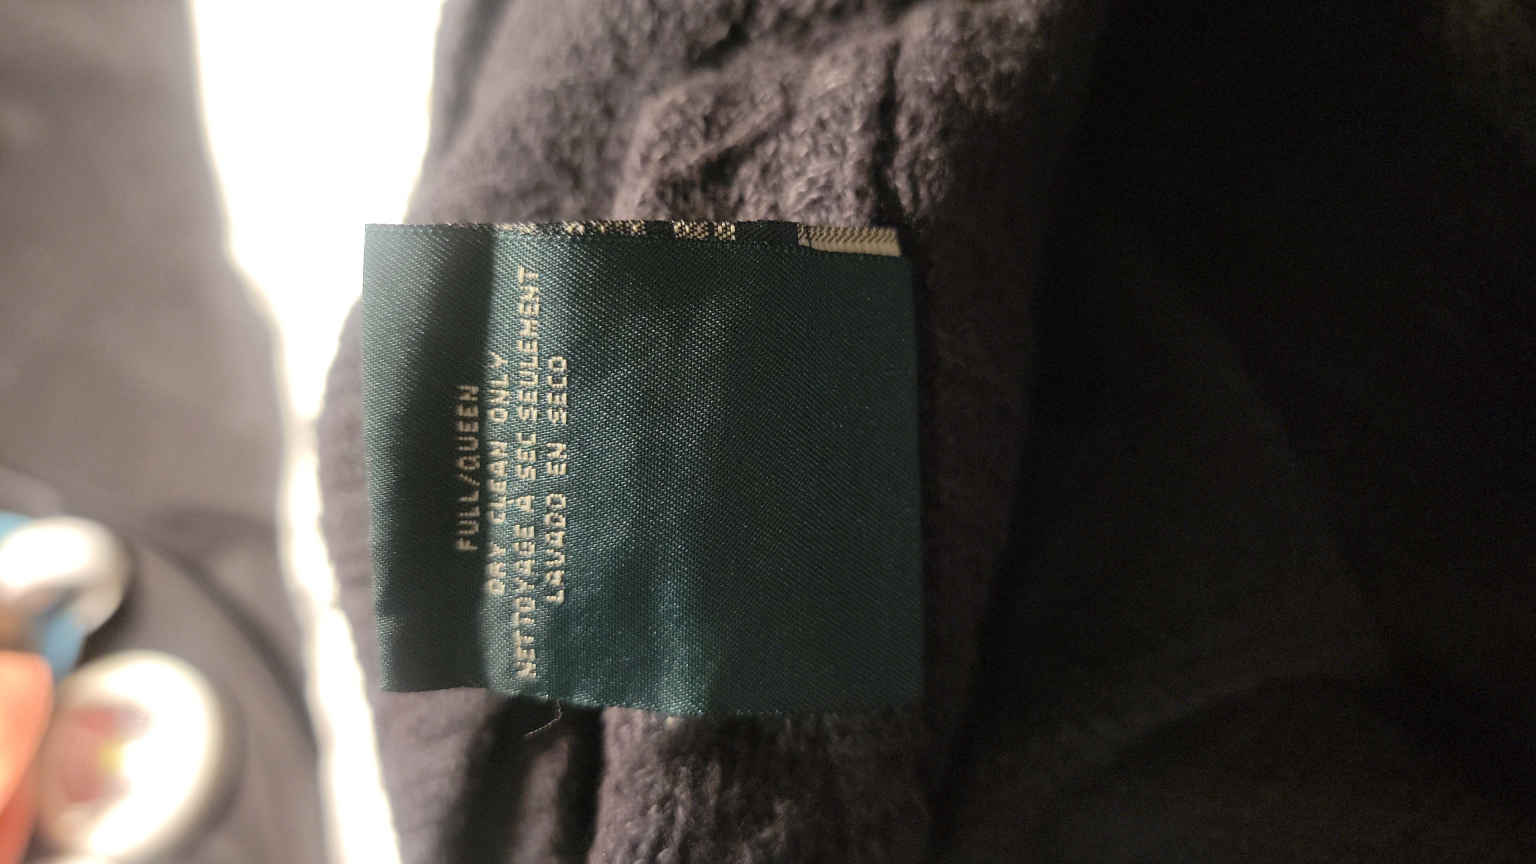 FULL/QUEEN
DRY CLEAN ONLY
NETTOYAGE À SEC SEULEMENT
LAVADO EN SECO